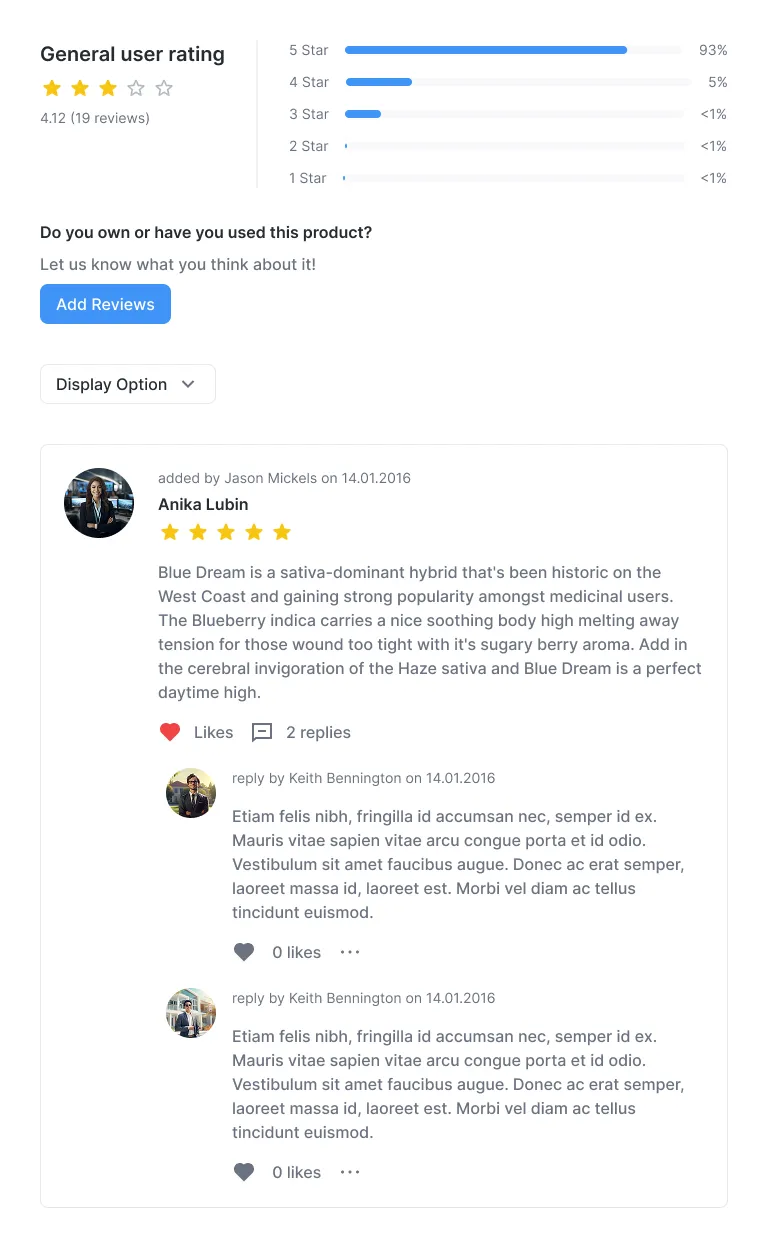 General user rating
4.12 (19 reviews)
5 Star 93%
4 Star 5%
3 Star <1%
2 Star <1%
1 Star <1%
Do you own or have you used this product?
Let us know what you think about it!
Add Reviews
Display Option
added by Jason Mickels on 14.01.2016
Anika Lubin
Blue Dream is a sativa-dominant hybrid that's been historic on the
West Coast and gaining strong popularity amongst medicinal users.
The Blueberry indica carries a nice soothing body high melting away
tension for those wound too tight with it's sugary berry aroma. Add in
the cerebral invigoration of the Haze sativa and Blue Dream is a perfect
daytime high.
Likes 2 replies
reply by Keith Bennington on 14.01.2016
Etiam felis nibh, fringilla id accumsan nec, semper id ex.
Mauris vitae sapien vitae arcu congue porta et id odio.
Vestibulum sit amet faucibus augue. Donec ac erat semper,
laoreet massa id, laoreet est. Morbi vel diam ac tellus
tincidunt euismod.
0 likes
reply by Keith Bennington on 14.01.2016
Etiam felis nibh, fringilla id accumsan nec, semper id ex.
Mauris vitae sapien vitae arcu congue porta et id odio.
Vestibulum sit amet faucibus augue. Donec ac erat semper,
laoreet massa id, laoreet est. Morbi vel diam ac tellus
tincidunt euismod.
0 likes